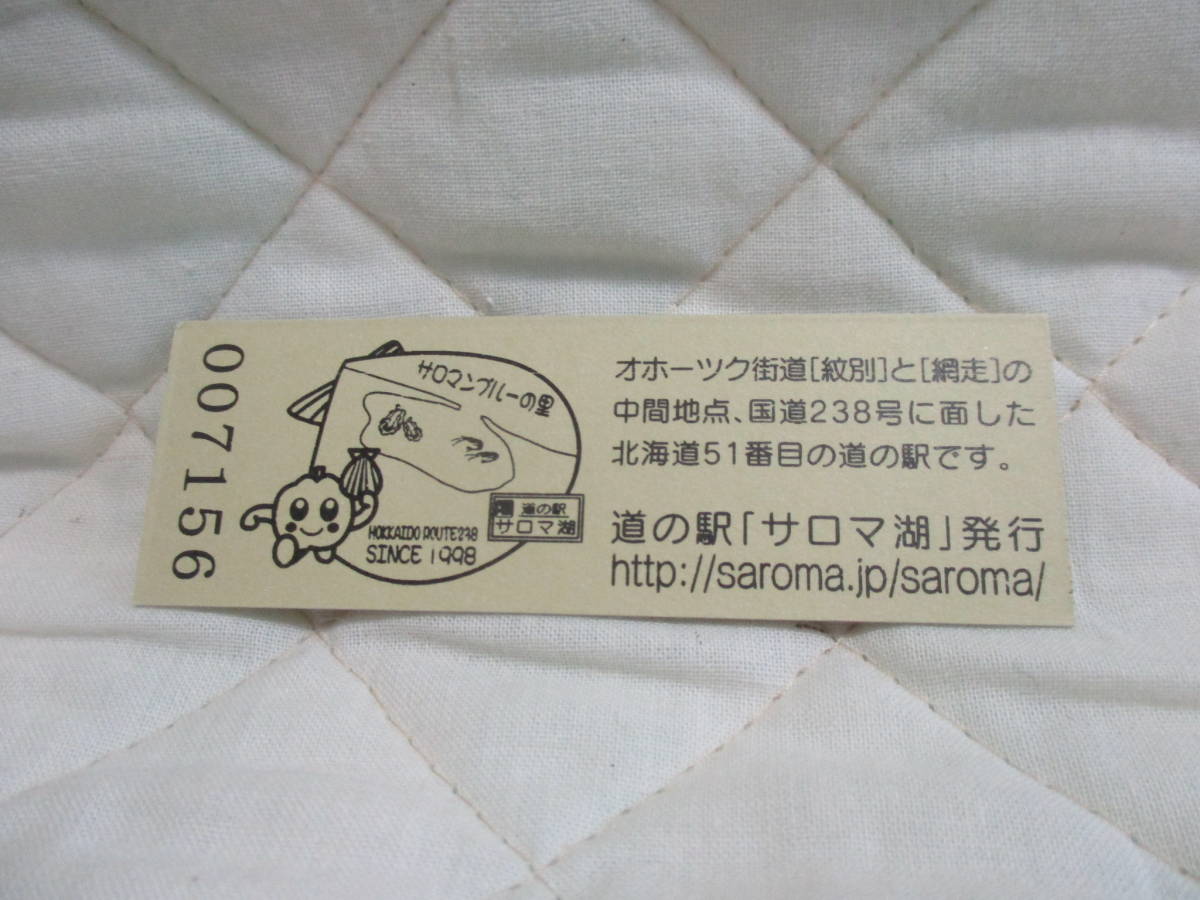 007156
サロマンブルーの里
HOKKAIDO ROUTE238
SINCE 1998
道の駅
サロマ湖
オホーツク街道[紋別]と[網走]の
中間地点、国道238号に面した
北海道51番目の道の駅です。
道の駅「サロマ湖」発行
http://saroma.jp/saroma/